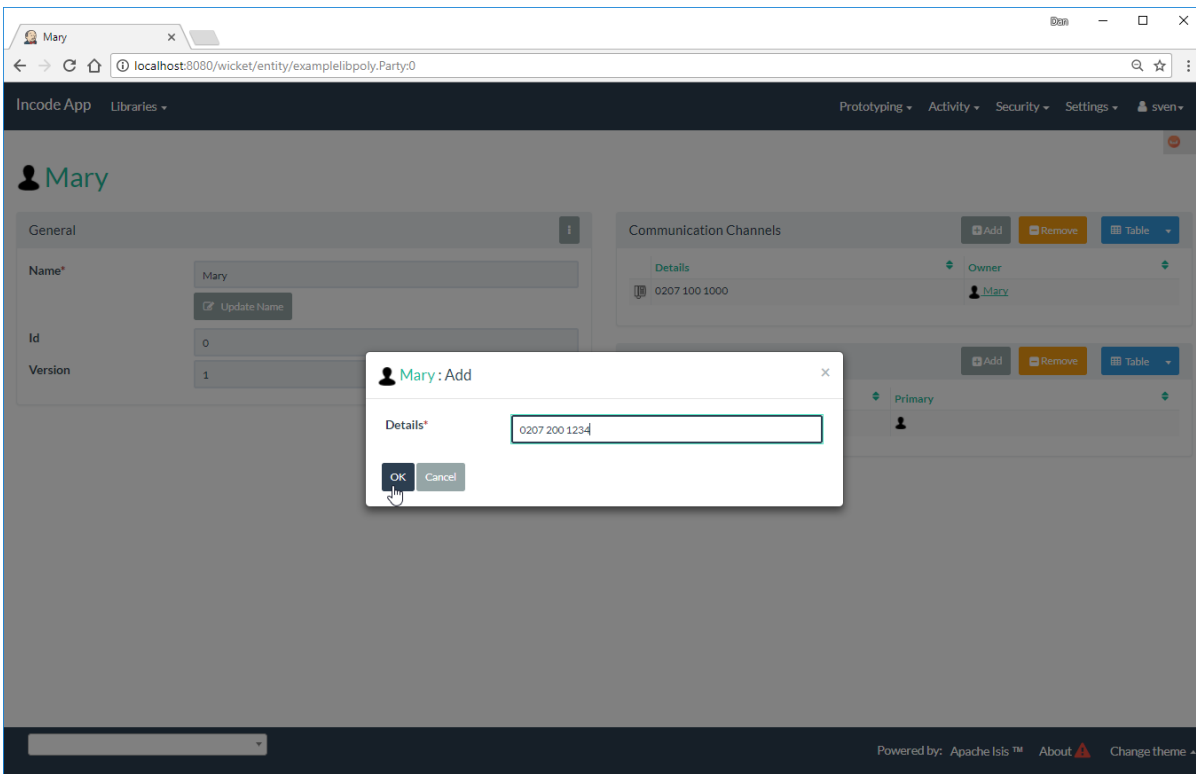 Dan
Mary
localhost:8080/wicket/entity/examplelibpoly.Party:0
Incode App Libraries Prototyping Activity Security Settings sven
Mary
General
Name*
Mary
Update Name
Id
0
Version
1
Communication Channels Add Remove Table
Details Owner
0207 100 1000 Mary
Add Remove Table
Primary
Mary : Add
Details*
0207 200 1234
OK Cancel
Powered by: Apache Isis ™ About Change theme